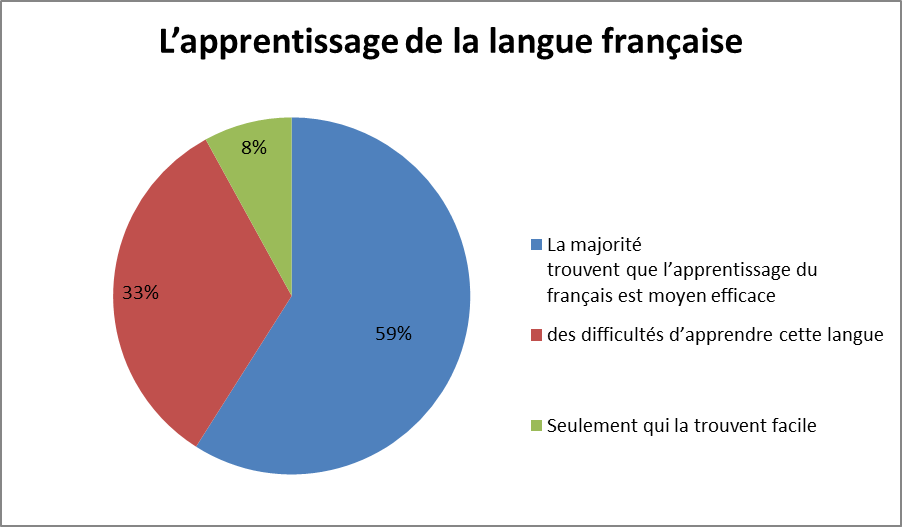 L’apprentissage de la langue française
8%
33%
59%
La majorité
trouvent que l’apprentissage du
français est moyen efficace
des difficultés d’apprendre cette langue
Seulement qui la trouvent facile